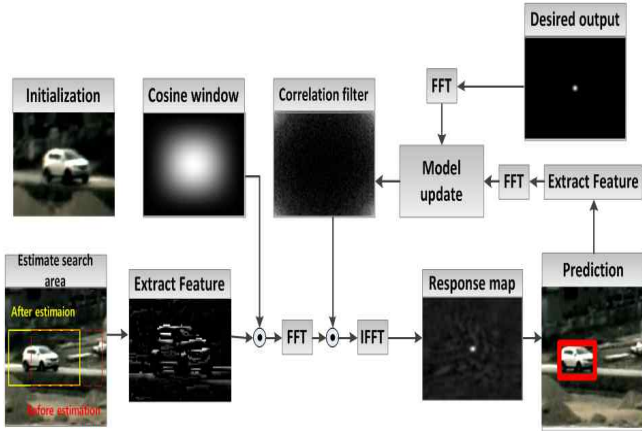 Desired output
Initialization
Cosine window
Correlation filter
FFT
Model
update
FFT
Extract Feature
Estimate search
area
After estimaion
Before estimation
Extract Feature
FFT
IFFT
Response map
Prediction